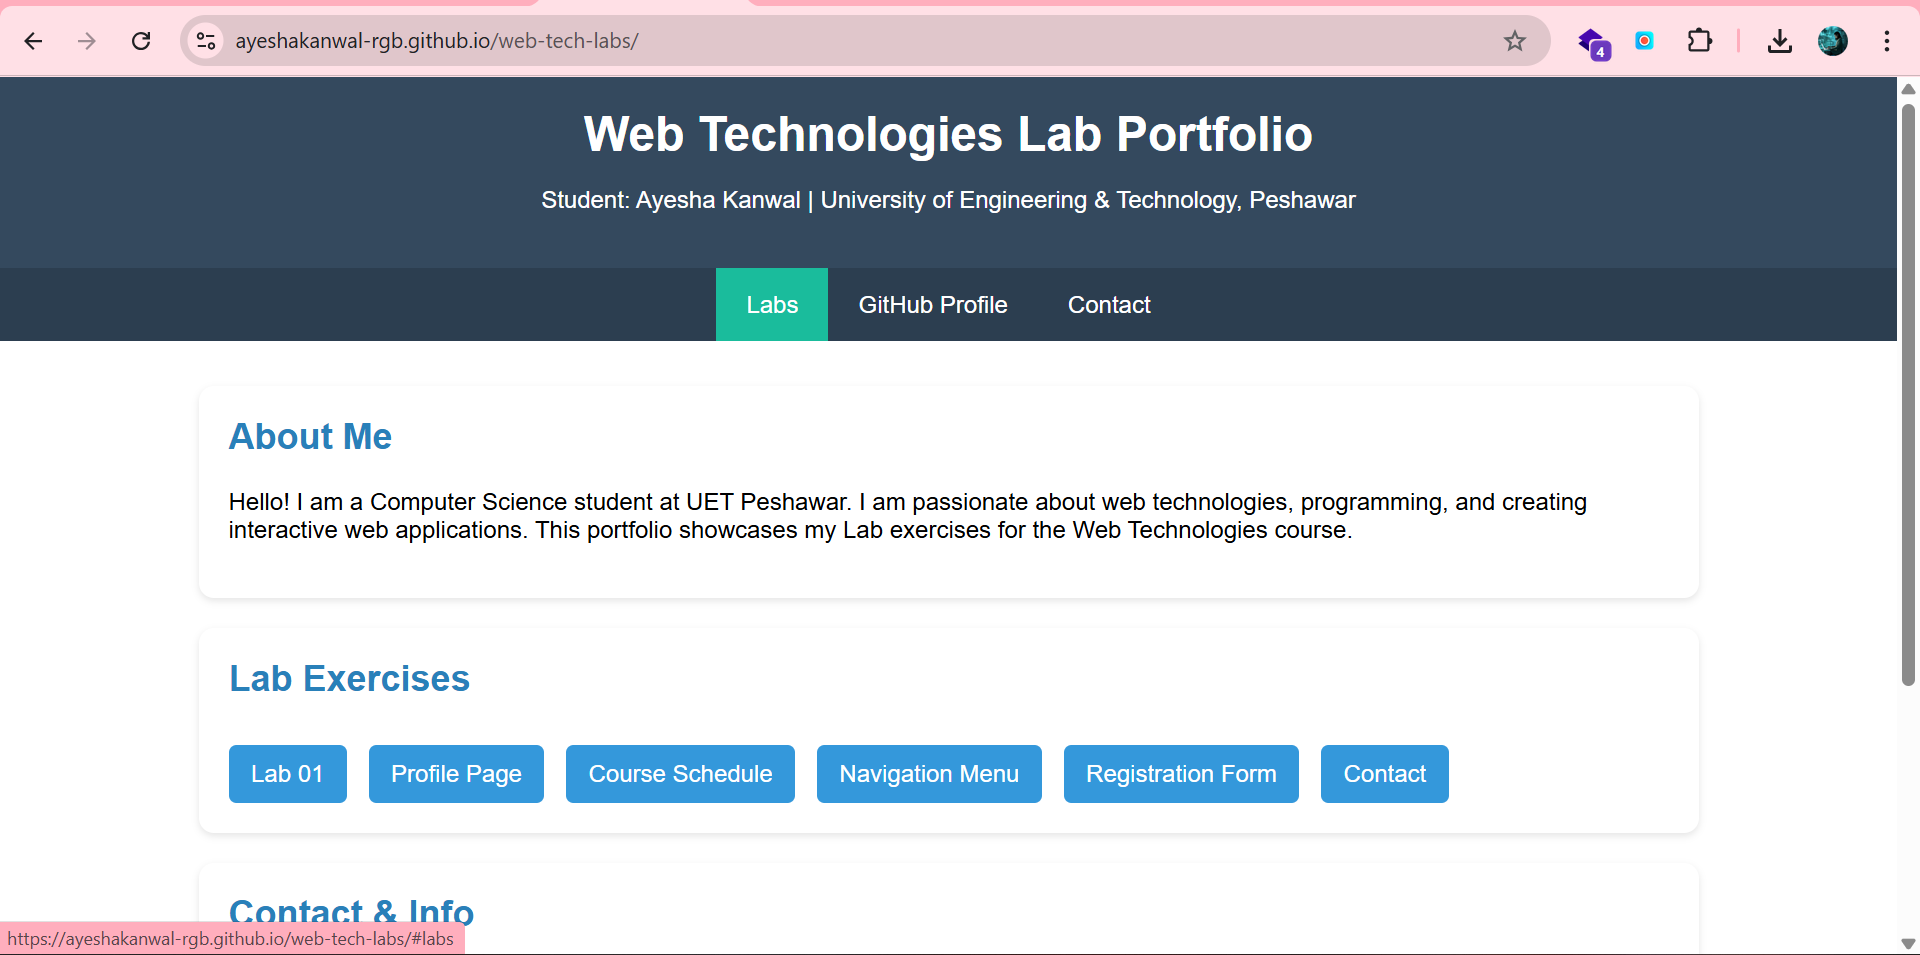 ayeshakanwal-rgb.github.io/web-tech-labs/
4
Web Technologies Lab Portfolio
Student: Ayesha Kanwal | University of Engineering & Technology, Peshawar
Labs GitHub Profile Contact
About Me
Hello! I am a Computer Science student at UET Peshawar. I am passionate about web technologies, programming, and creating
interactive web applications. This portfolio showcases my Lab exercises for the Web Technologies course.
Lab Exercises
Lab 01 Profile Page Course Schedule Navigation Menu Registration Form Contact
Contact & Info
https://ayeshakanwal-rgb.github.io/web-tech-labs/#labs